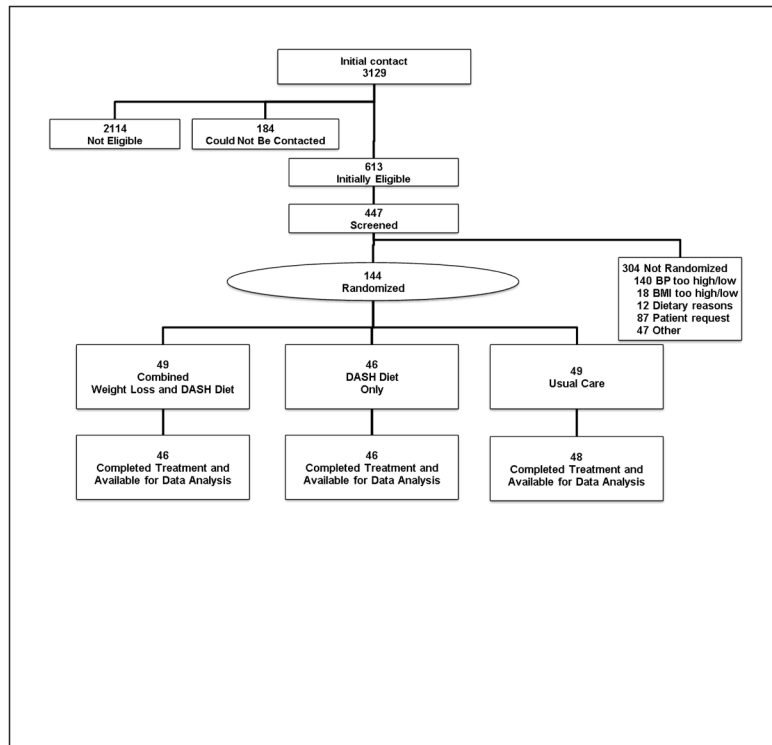 Initial contact
3129
2114
Not Eligible
184
Could Not Be Contacted
613
Initially Eligible
447
Screened
304 Not Randomized
140 BP too high/low
18 BMI too high/low
12 Dietary reasons
87 Patient request
47 Other
144
Randomized
49
Combined
Weight Loss and DASH Diet
46
DASH Diet
Only
49
Usual Care
46
Completed Treatment and
Available for Data Analysis
46
Completed Treatment and
Available for Data Analysis
48
Completed Treatment and
Available for Data Analysis